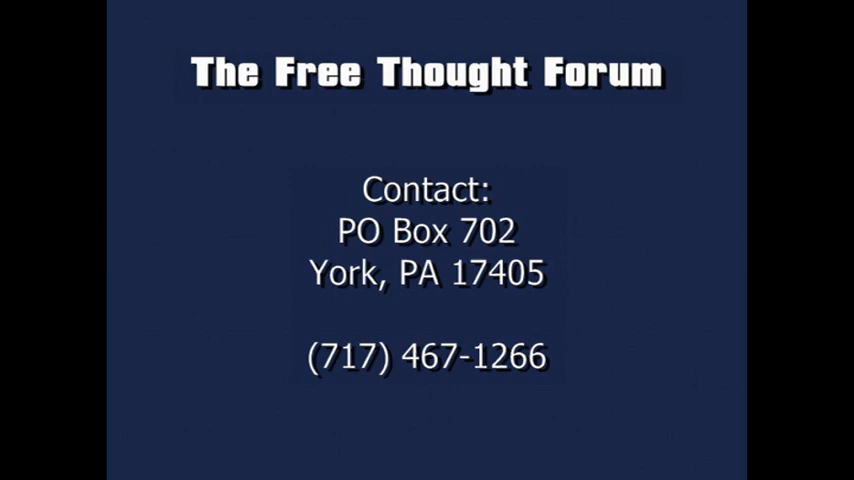 The Free Thought Forum
Contact:
PO Box 702
York, PA 17405
(717) 467-1266